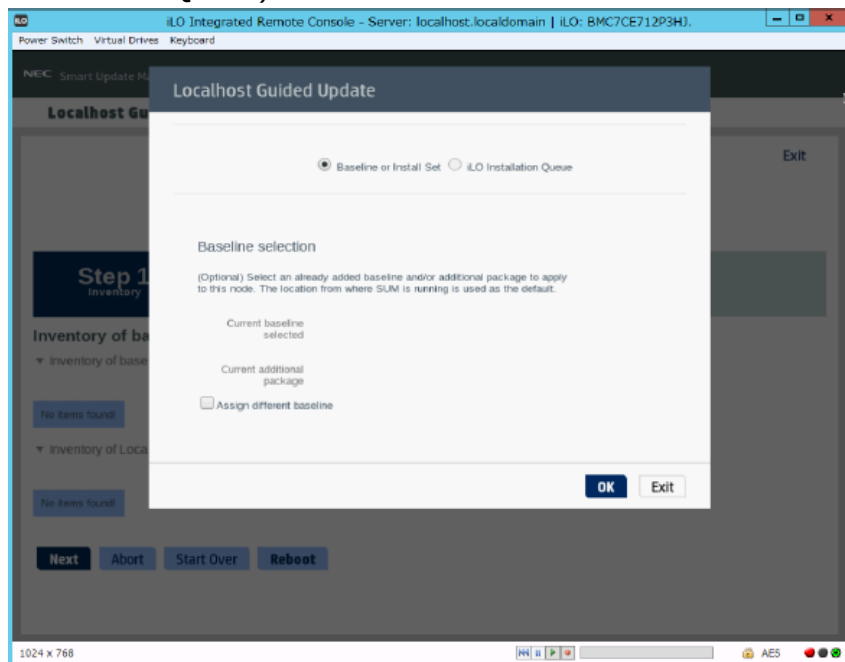 iLO Integrated Remote Console - Server: localhost.localdomain | iLO: BMC7CE712P3HJ.
Power Switch Virtual Drives Keyboard
NEC Smart Update
Localhost Guided Update
Localhost Gu
Baseline or Install Set iLO Installation Queue
Exit
Baseline selection
(Optional) Select an already added baseline and/or additional package to apply
to this node. The location from where SUM is running is used as the default.
Step 1
Inventory
Current baseline
selected
Inventory of ba
Inventory of base
Current additional
package
Assign different baseline
No items found!
Inventory of Loca
OK Exit
No items found!
Next Abort Start Over Reboot
1024 x 768
AES